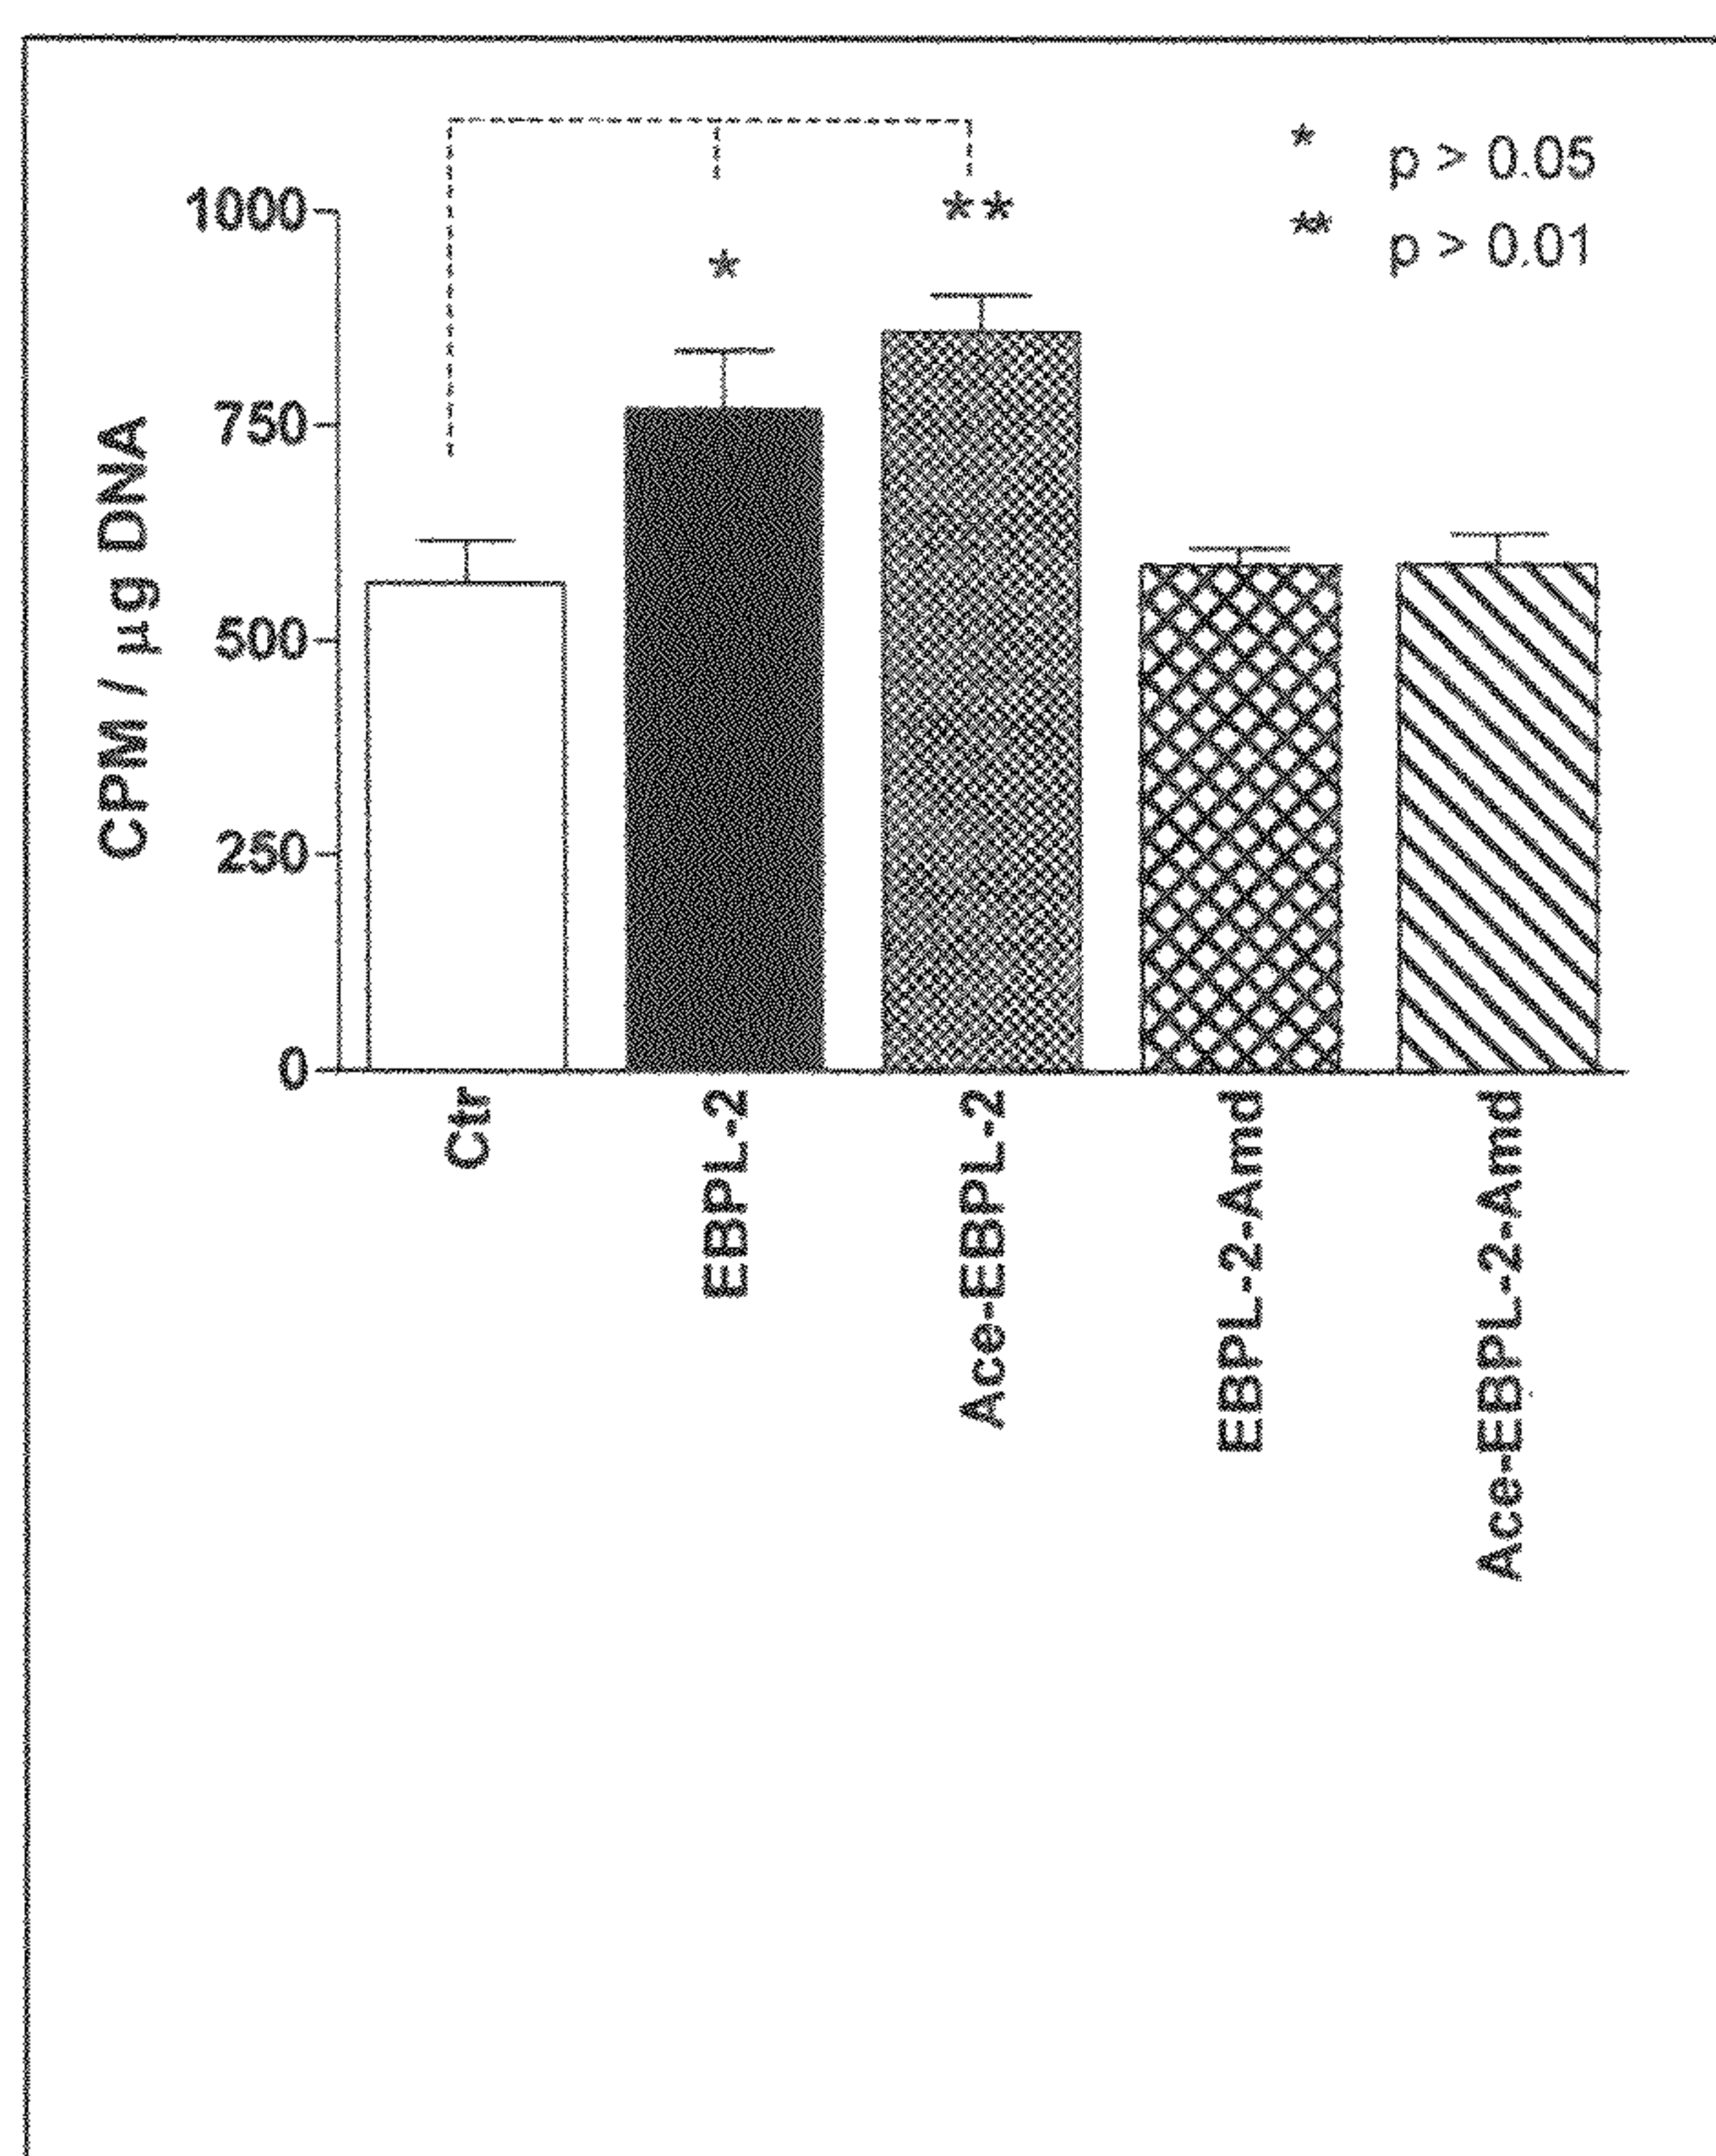 * p > 0.05
** p > 0.01
**
*
1000
750
500
250
0
CPM / µg DNA
Ctr
EBPL-2
Ace-EBPL-2
EBPL-2-Amd
Ace-EBPL-2-Amd